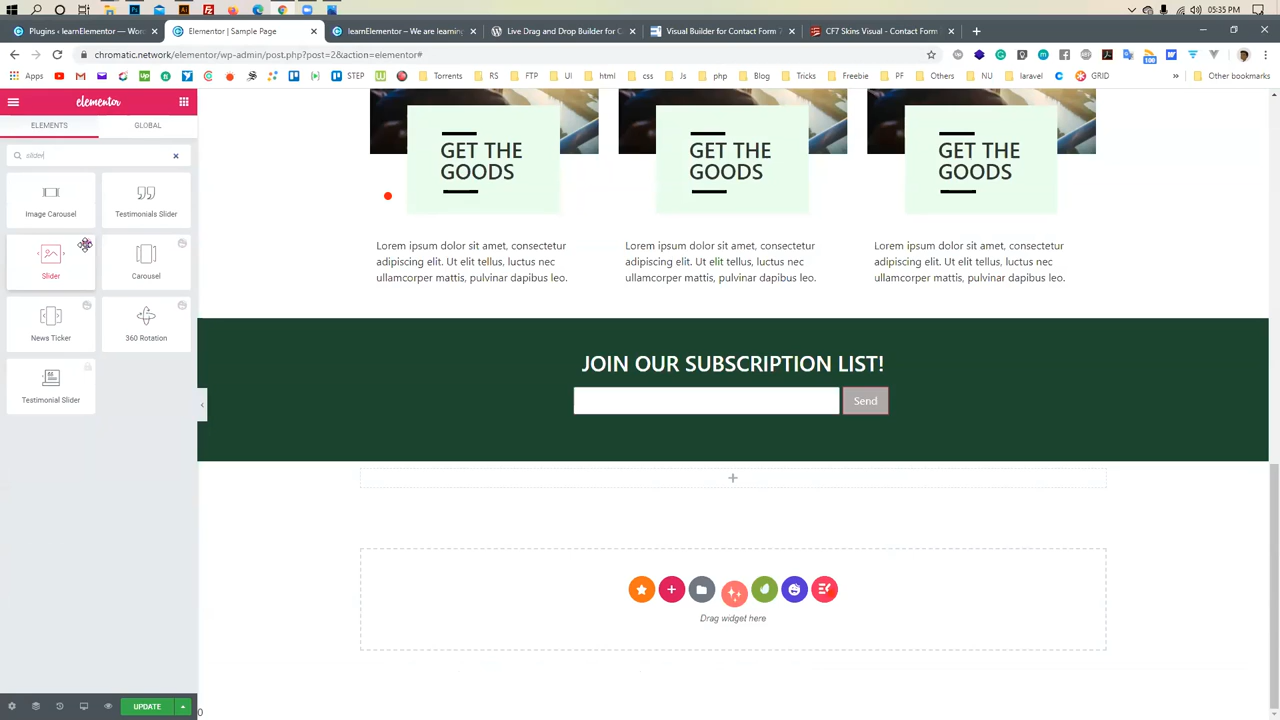 Plugins ‹ learnElementor — Wor
Elementor | Sample Page
learnElementor – We are learning
Live Drag and Drop Builder for C
Visual Builder for Contact Form 7
CF7 Skins Visual - Contact Form
05:35 PM
chromatic.network/elementor/wp-admin/post.php?post=2&action=elementor#
Apps
STEP
Torrents
RS
FTP
UI
html
css
Js
php
Blog
Tricks
Freebie
PF
Others
NU
laravel
GRID
»
Other bookmarks
elementor
ELEMENTS
GLOBAL
slider
Image Carousel
Testimonials Slider
Slider
Carousel
News Ticker
360 Rotation
Testimonial Slider
UPDATE
GET THE
GOODS
GET THE
GOODS
GET THE
GOODS
Lorem ipsum dolor sit amet, consectetur
adipiscing elit. Ut elit tellus, luctus nec
ullamcorper mattis, pulvinar dapibus leo.
Lorem ipsum dolor sit amet, consectetur
adipiscing elit. Ut elit tellus, luctus nec
ullamcorper mattis, pulvinar dapibus leo.
Lorem ipsum dolor sit amet, consectetur
adipiscing elit. Ut elit tellus, luctus nec
ullamcorper mattis, pulvinar dapibus leo.
JOIN OUR SUBSCRIPTION LIST!
Send
Drag widget here